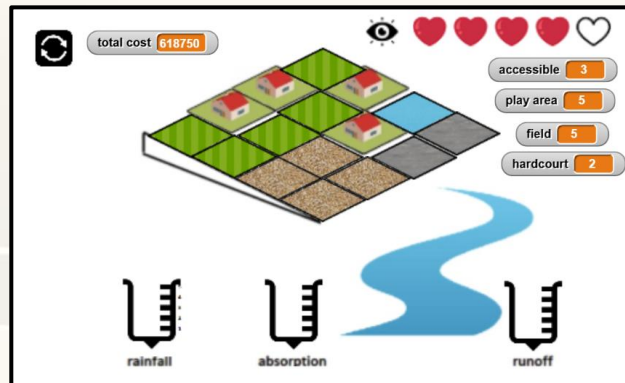 total cost 618750
accessible 3
play area 5
field 5
hardcourt 2
rainfall
absorption
runoff